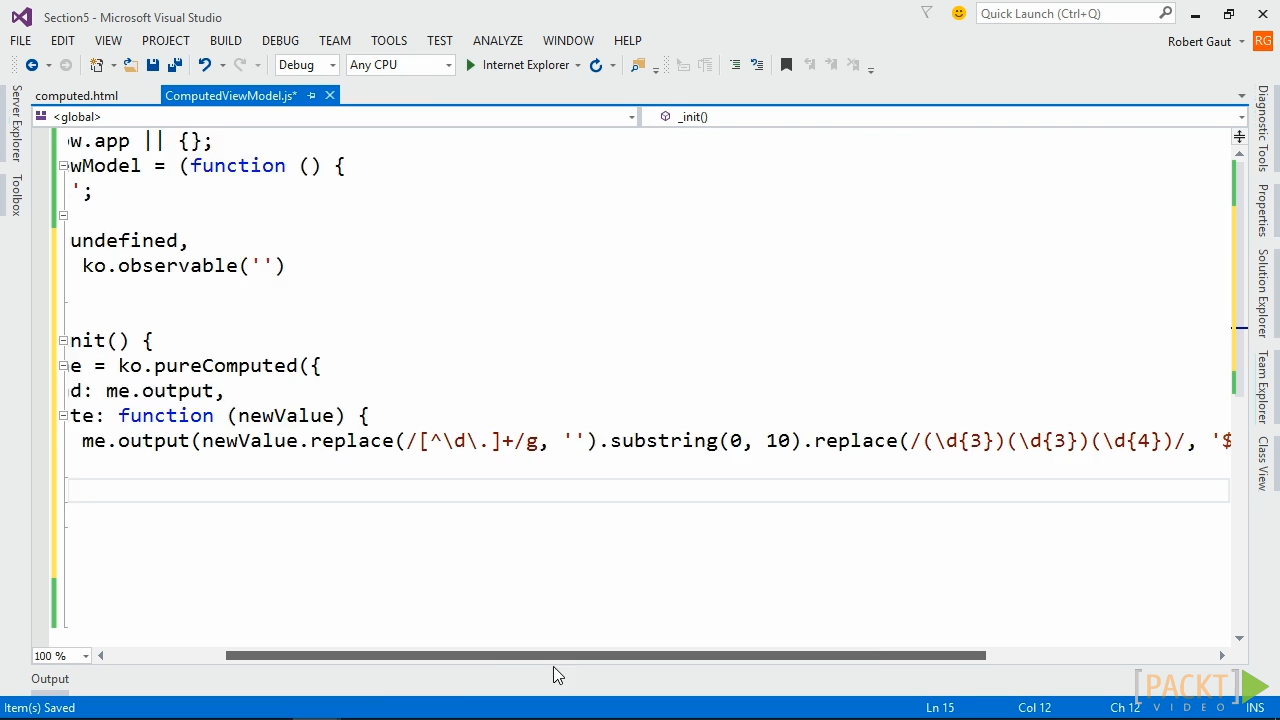 Section5 - Microsoft Visual Studio
Quick Launch (Ctrl+Q)
FILE EDIT VIEW PROJECT BUILD DEBUG TEAM TOOLS TEST ANALYZE WINDOW HELP
Robert Gaut RG
Debug Any CPU Internet Explorer
computed.html ComputedViewModel.js*
<global> _init()
w.app || {};
wModel = (function () {
';
undefined,
ko.observable('')
nit() {
e = ko.pureComputed({
d: me.output,
te: function (newValue) {
me.output(newValue.replace(/[^\d\.]+/g, '').substring(0, 10).replace(/(\d{3})(\d{3})(\d{4})/, '$
100 %
Output
Item(s) Saved Ln 15 Col 12 Ch 12 INS
Server Explorer
Toolbox
Diagnostic Tools
Properties
Solution Explorer
Team Explorer
Class View
[PACKT]
VIDEO